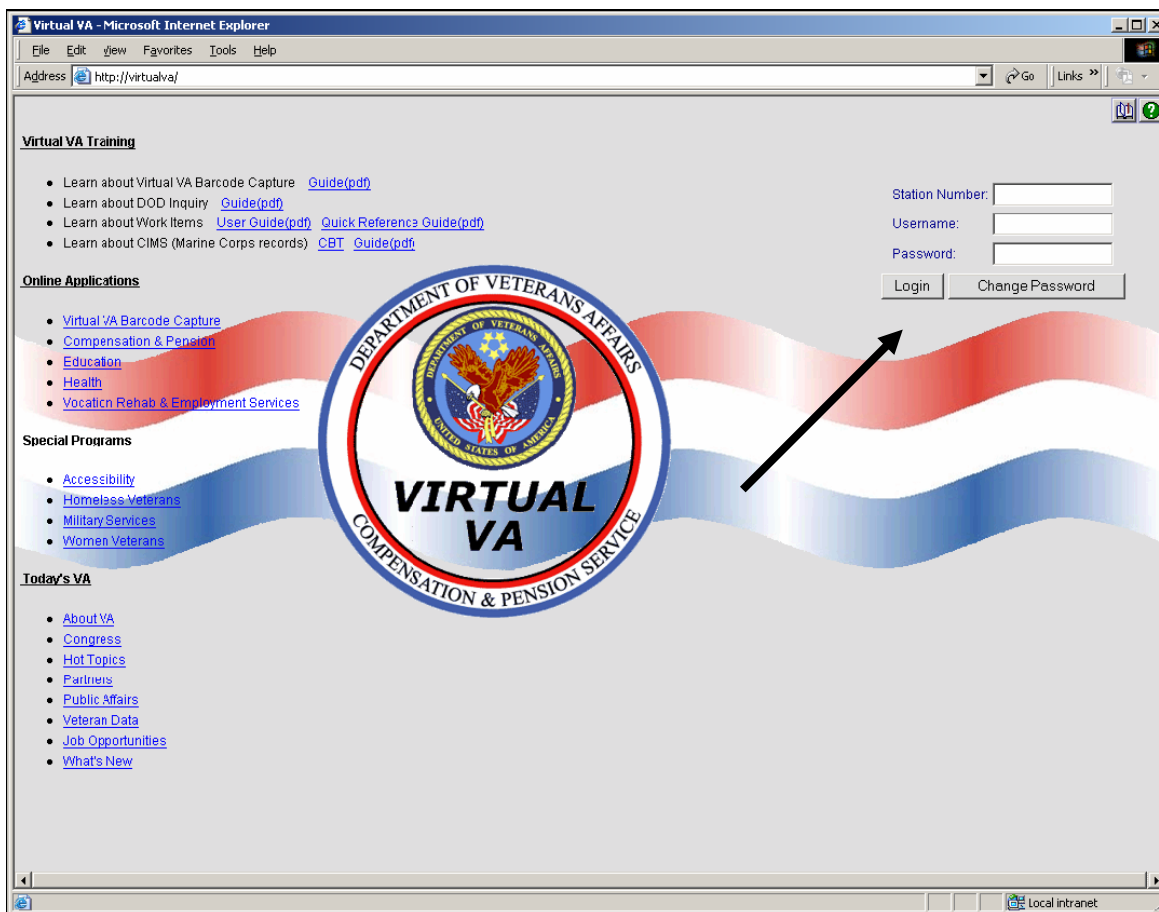 Virtual VA - Microsoft Internet Explorer
File Edit View Favorites Tools Help
Address http://virtualva/ Go Links »
Virtual VA Training
Learn about Virtual VA Barcode Capture Guide(pdf)
Learn about DOD Inquiry Guide(pdf)
Learn about Work Items User Guide(pdf) Quick Reference Guide(pdf)
Learn about CIMS (Marine Corps records) CBT Guide(pdf)
Station Number:
Username:
Password:
Login Change Password
Online Applications
Virtual VA Barcode Capture
Compensation & Pension
Education
Health
Vocation Rehab & Employment Services
Special Programs
Accessibility
Homeless Veterans
Military Services
Women Veterans
DEPARTMENT OF VETERANS AFFAIRS
DEPARTMENT OF VETERANS AFFAIRS
UNITED STATES OF AMERICA
VIRTUAL
VA
COMPENSATION & PENSION SERVICE
Today's VA
About VA
Congress
Hot Topics
Partners
Public Affairs
Veteran Data
Job Opportunities
What's New
Local intranet